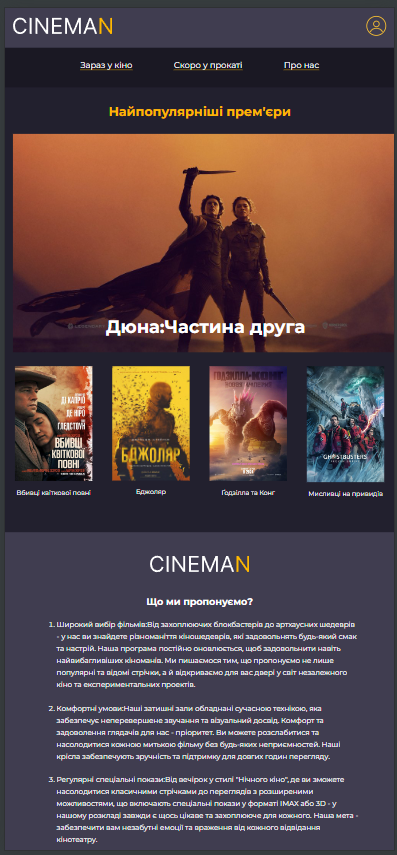 CINEMAN
Зараз у кіно Скоро у прокаті Про нас
Найпопулярніші прем'єри
Дюна:Частина друга
ДІ КАПРІО
ДЕ НІРО
ГЛЕДСТОУН
ВБИВЦІ
КВІТКОВОЇ
ПОВНІ
БДЖОЛЯР
GHOSTBUSTERS
Вбивці квіткової повні Бджоляр Годзілла та Конг Мисливці на привидів
CINEMAN
Що ми пропонуємо?
1. Широкий вибір фільмів:Від захоплюючих блокбастерів до артхаусних шедеврів
- у нас ви знайдете різноманіття кіношедеврів, які задовольнять будь-який смак
та настрій. Наша програма постійно оновлюється, щоб задовольнити навіть
найвибагливіших кіноманів. Ми пишаємося тим, що пропонуємо не лише
популярні та відомі стрічки, а й відкриваємо для вас двері у світ незалежного
кіно та експериментальних проектів.
2. Комфортні умови:Наші затишні зали обладнані сучасною технікою, яка
забезпечує неперевершене звучання та візуальний досвід. Комфорт та
задоволення глядачів для нас - пріоритет. Ви можете розслабитися та
насолодитися кожною миткою фільму без будь-яких неприємностей. Наші
крісла забезпечують зручність та підтримку для довгих годин перегляду.
3. Регулярні спеціальні покази:Від вечірок у стилі "Нічного кіно", де ви зможете
насолодитися класичними стрічками до переглядів з розширеними
можливостями, що включають спеціальні покази у форматі IMAX або 3D - у
нашому розкладі завжди є щось цікаве та захоплююче для кожного. Наша мета -
забезпечити вам незабутні емоції та враження від кожного відвідання
кінотеатру.